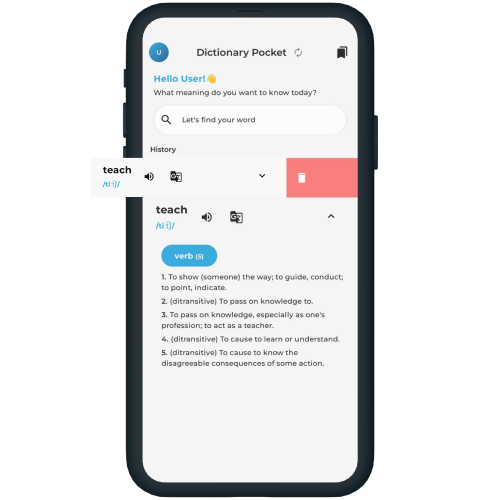 U
Dictionary Pocket
Hello User!👋
What meaning do you want to know today?
Let's find your word
History
teach
/tiːtʃ/
teach
/tiːtʃ/
verb (5)
1. To show (someone) the way; to guide, conduct;
to point, indicate.
2. (ditransitive) To pass on knowledge to.
3. To pass on knowledge, especially as one's
profession; to act as a teacher.
4. (ditransitive) To cause to learn or understand.
5. (ditransitive) To cause to know the
disagreeable consequences of some action.